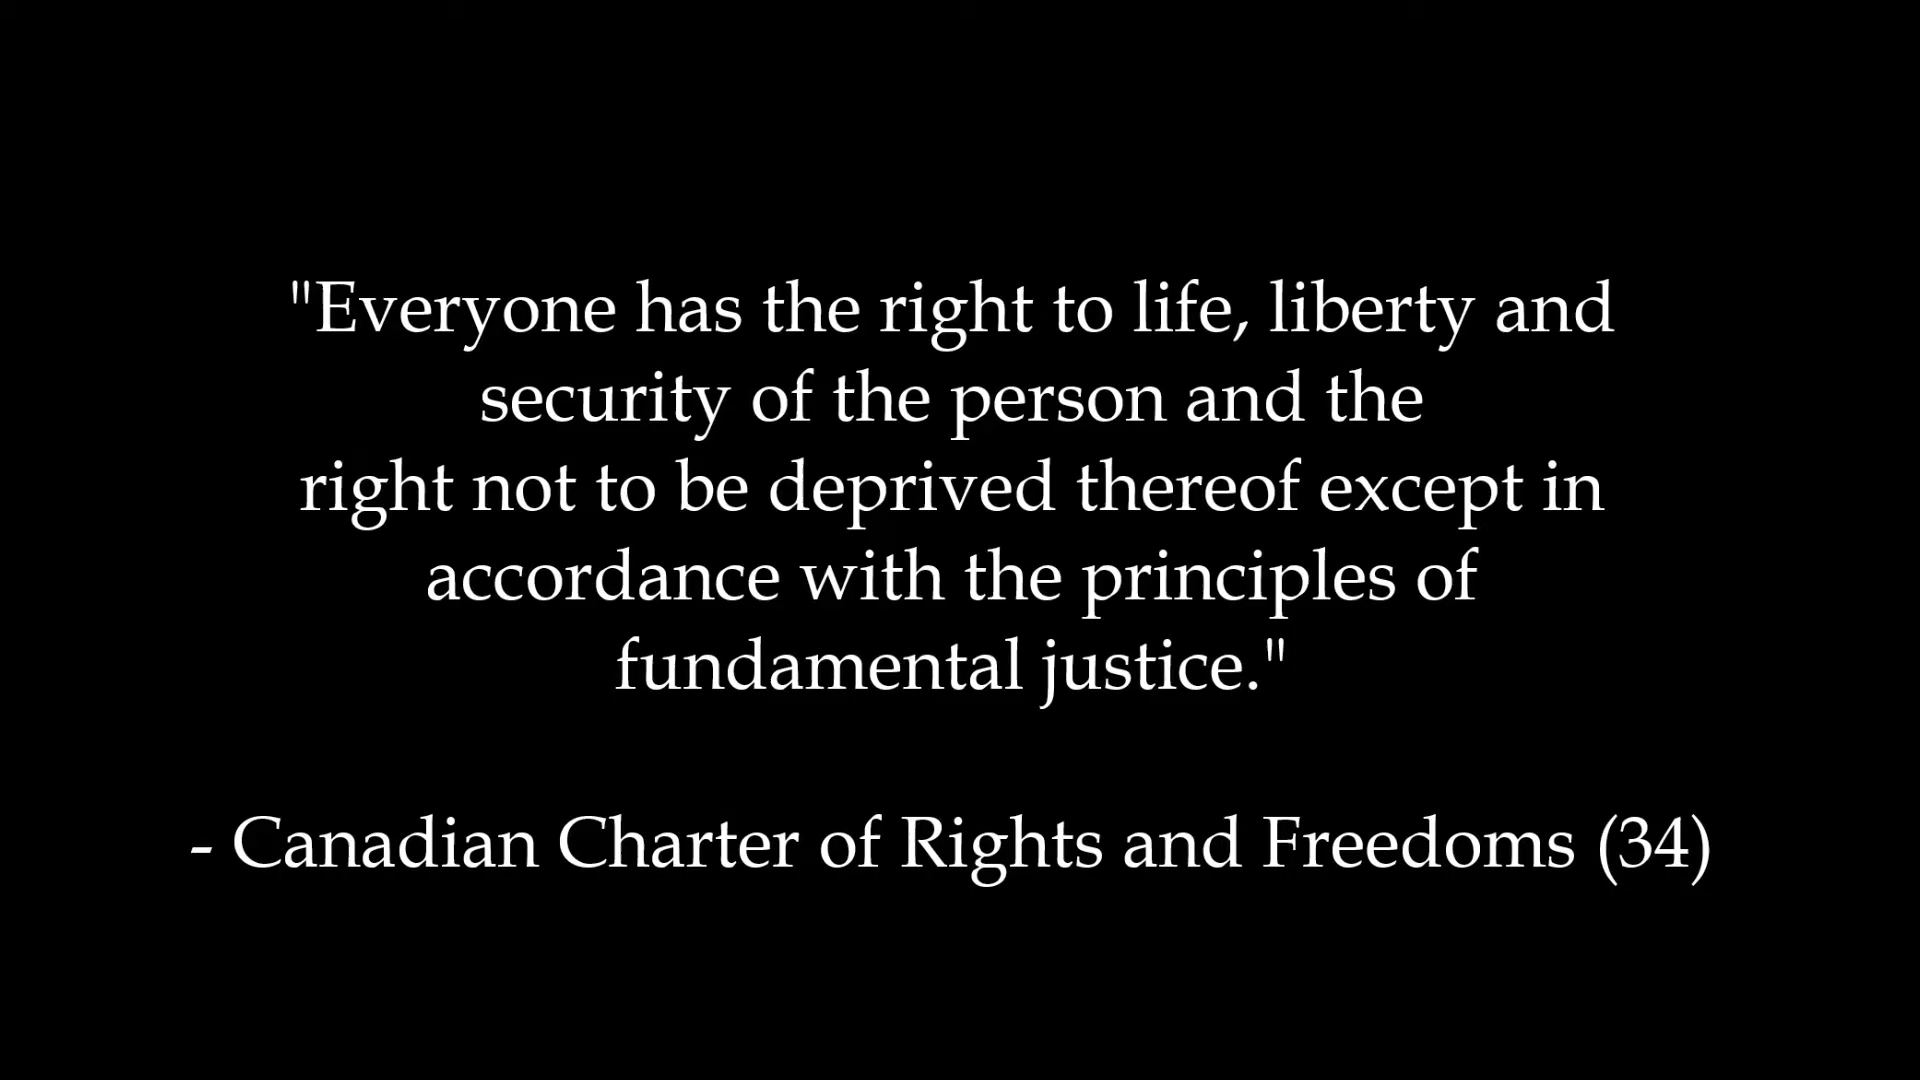 "Everyone has the right to life, liberty and
security of the person and the
right not to be deprived thereof except in
accordance with the principles of
fundamental justice."
- Canadian Charter of Rights and Freedoms (34)